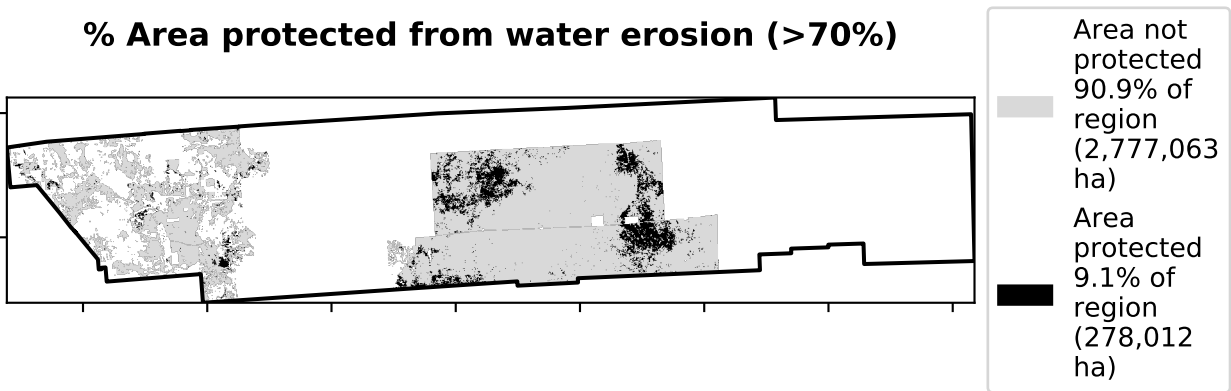 % Area protected from water erosion (>70%)
Area not
protected
90.9% of
region
(2,777,063
ha)
Area
protected
9.1% of
region
(278,012
ha)